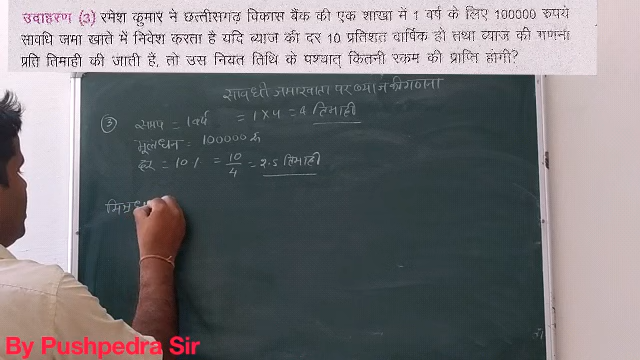 उदाहरण (3) रमेश कुमार ने छत्तीसगढ़ विकास बैंक की एक शाखा में 1 वर्ष के लिए 100000 रुपये
सावधि जमा खाते में निवेश करता है यदि ब्याज की दर 10 प्रतिशत वार्षिक हो तथा ब्याज की गणना
प्रति तिमाही की जाती है, तो उस नियत तिथि के पश्चात् कितनी रकम की प्राप्ति होगी?
सावधी जमाखाता पर ब्याज की गणना
③ समय = 1 वर्ष = 1 × 4 = 4 तिमाही
मूलधन = 100000 रु
दर = 10 % = 10/4 = 2.5 तिमाही
मिश्रध
By Pushpedra Sir